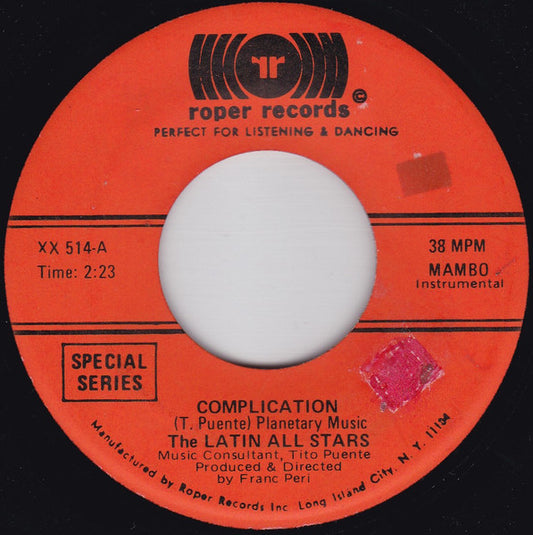 rr
roper records ©
PERFECT FOR LISTENING & DANCING
XX 514-A
Time: 2:23
38 MPM
MAMBO
Instrumental
SPECIAL
SERIES
COMPLICATION
(T. Puente) Planetary Music
The LATIN ALL STARS
Music Consultant, Tito Puente
Produced & Directed
by
Franc Peri
Manufactured by Roper Records Inc. Long Island City, N. Y. 11104